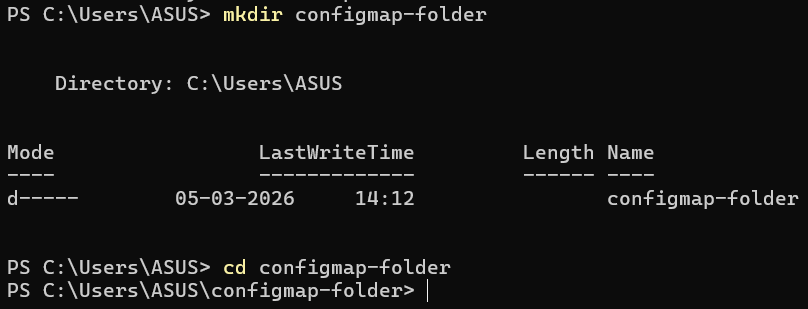 PS C:\Users\ASUS> mkdir configmap-folder
Directory: C:\Users\ASUS
Mode LastWriteTime Length Name
---- ------------- ------ ----
d----- 05-03-2026 14:12 configmap-folder
PS C:\Users\ASUS> cd configmap-folder
PS C:\Users\ASUS\configmap-folder>